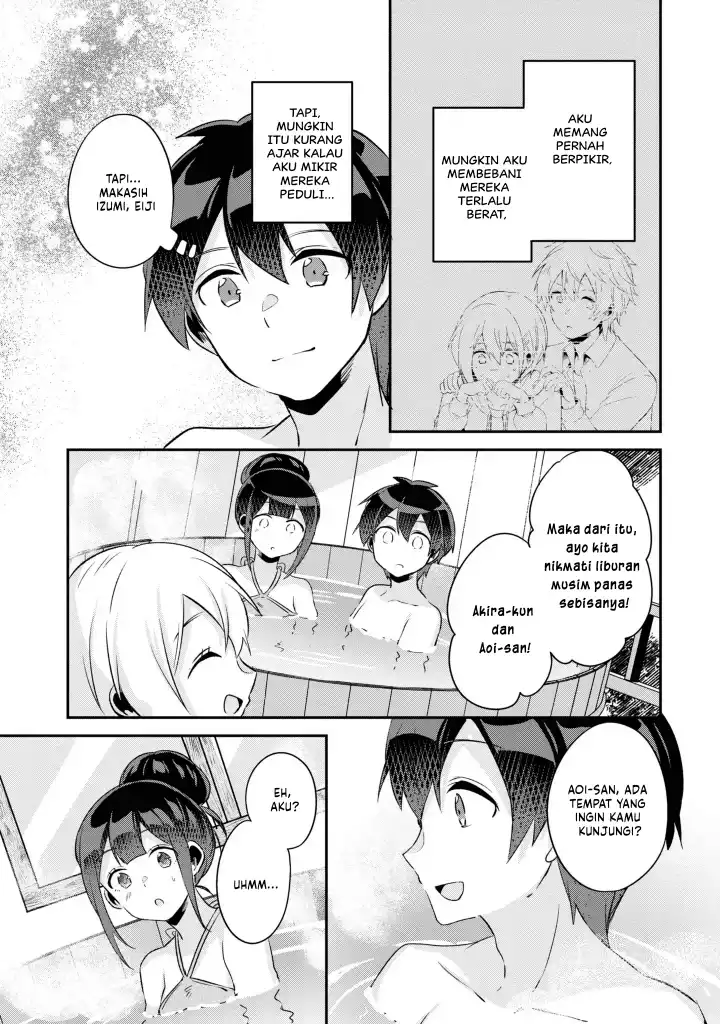 AKU
MEMANG
PERNAH
BERPIKIR,
MUNGKIN AKU
MEMBEBANI
MEREKA
TERLALU
BERAT,
TAPI,
MUNGKIN
ITU KURANG
AJAR KALAU
AKU MIKIR
MEREKA
PEDULI...
TAPI...
MAKASIH
IZUMI, EIJI
Maka dari itu,
ayo kita
nikmati liburan
musim panas
sebisanya!
Akira-kun
dan
Aoi-san!
AOI-SAN, ADA
TEMPAT YANG
INGIN KAMU
KUNJUNGI?
EH,
AKU?
UHMM...